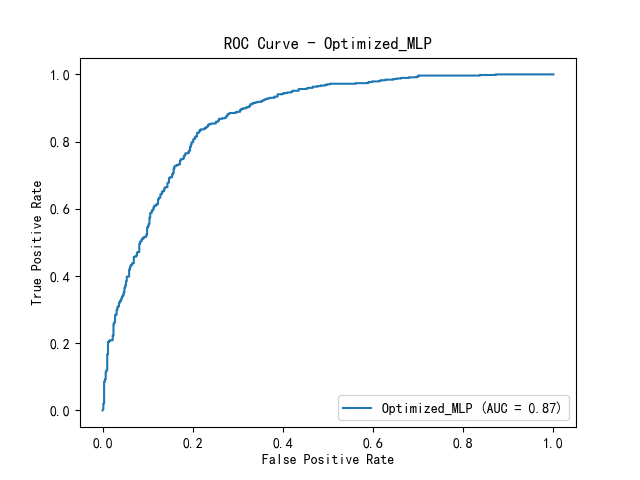 ROC Curve - Optimized_MLP
True Positive Rate
1.0
0.8
0.6
0.4
0.2
0.0
Optimized_MLP (AUC = 0.87)
0.0 0.2 0.4 0.6 0.8 1.0
False Positive Rate